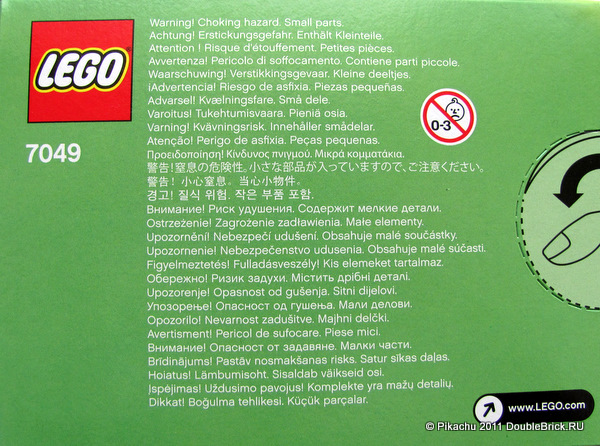 LEGO
7049
Warning! Choking hazard. Small parts.
Achtung! Erstickungsgefahr. Enthält Kleinteile.
Attention ! Risque d'étouffement. Petites pièces.
Avvertenza! Pericolo di soffocamento. Contiene parti piccole.
Waarschuwing! Verstikkingsgevaar. Kleine deeltjes.
¡Advertencia! Riesgo de asfixia. Piezas pequeñas.
Advarsel! Kvælningsfare. Små dele.
Varoitus! Tukehtumisvaara. Pieniä osia.
Varning! Kvävningsrisk. Innehåller smådelar.
Atenção! Perigo de asfixia. Peças pequenas.
Προειδοποίηση! Κίνδυνος πνιγμού. Μικρά κομματάκια.
警告!窒息の危険性。小さな部品が入っていますので、ご注意ください。
警告! 小心窒息。当心小物件。
경고! 질식 위험. 작은 부품 포함.
Внимание! Риск удушения. Содержит мелкие детали.
Ostrzeżenie! Zagrożenie zadławienia. Małe elementy.
Upozornění! Nebezpečí udušení. Obsahuje malé součástky.
Upozornenie! Nebezpečenstvo udusenia. Obsahuje malé súčasti.
Figyelmeztetés! Fulladásveszély! Kis elemeket tartalmaz.
Обережно! Ризик задухи. Містить дрібні деталі.
Upozorenje! Opasnost od gušenja. Sitni dijelovi.
Упозорење! Опасност од гушења. Мали делови.
Opozorilo! Nevarnost zadušitve. Majhni delčki.
Avertisment! Pericol de sufocare. Piese mici.
Внимание! Опасност от задавяне. Малки части.
Brīdinājums! Pastāv nosmakšanas risks. Satur sīkas daļas.
Hoiatus! Lämbumisoht. Sisaldab väikseid osi.
Įspėjimas! Uždusimo pavojus! Komplekte yra mažų detalių.
Dikkat! Boğulma tehlikesi. Küçük parçalar.
0-3
www.LEGO.com
© Pikachu 2011 DoubleBrick.RU